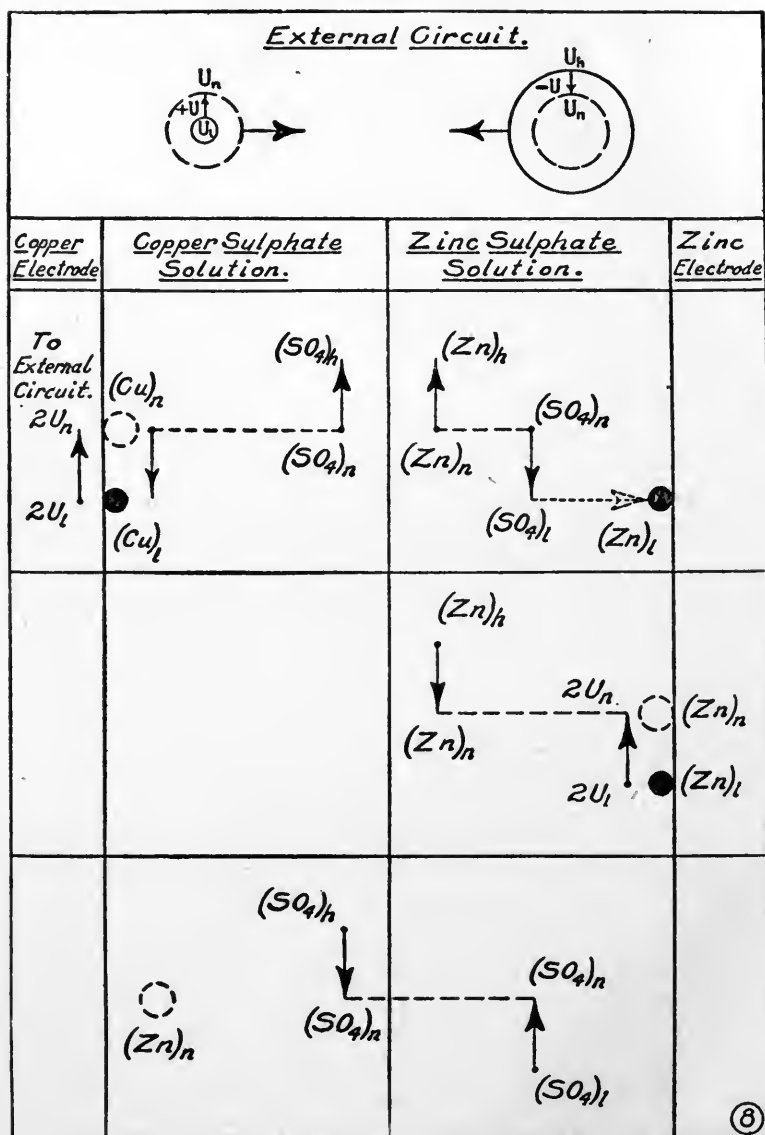 External Circuit.
Uₙ
+U
Uₗ
Uₕ
−U
Uₙ
Copper
Electrode
Copper Sulphate
Solution.
Zinc Sulphate
Solution.
Zinc
Electrode
To
External
Circuit.
2Uₙ
2Uₗ
(Cu)ₙ
(Cu)ₗ
(SO₄)ₕ
(SO₄)ₙ
(Zn)ₕ
(Zn)ₙ
(SO₄)ₙ
(SO₄)ₗ
(Zn)ₗ
(Zn)ₕ
(Zn)ₙ
2Uₙ
(Zn)ₙ
2Uₗ
(Zn)ₗ
(SO₄)ₕ
(SO₄)ₙ
(Zn)ₙ
(SO₄)ₙ
(SO₄)ₗ
8